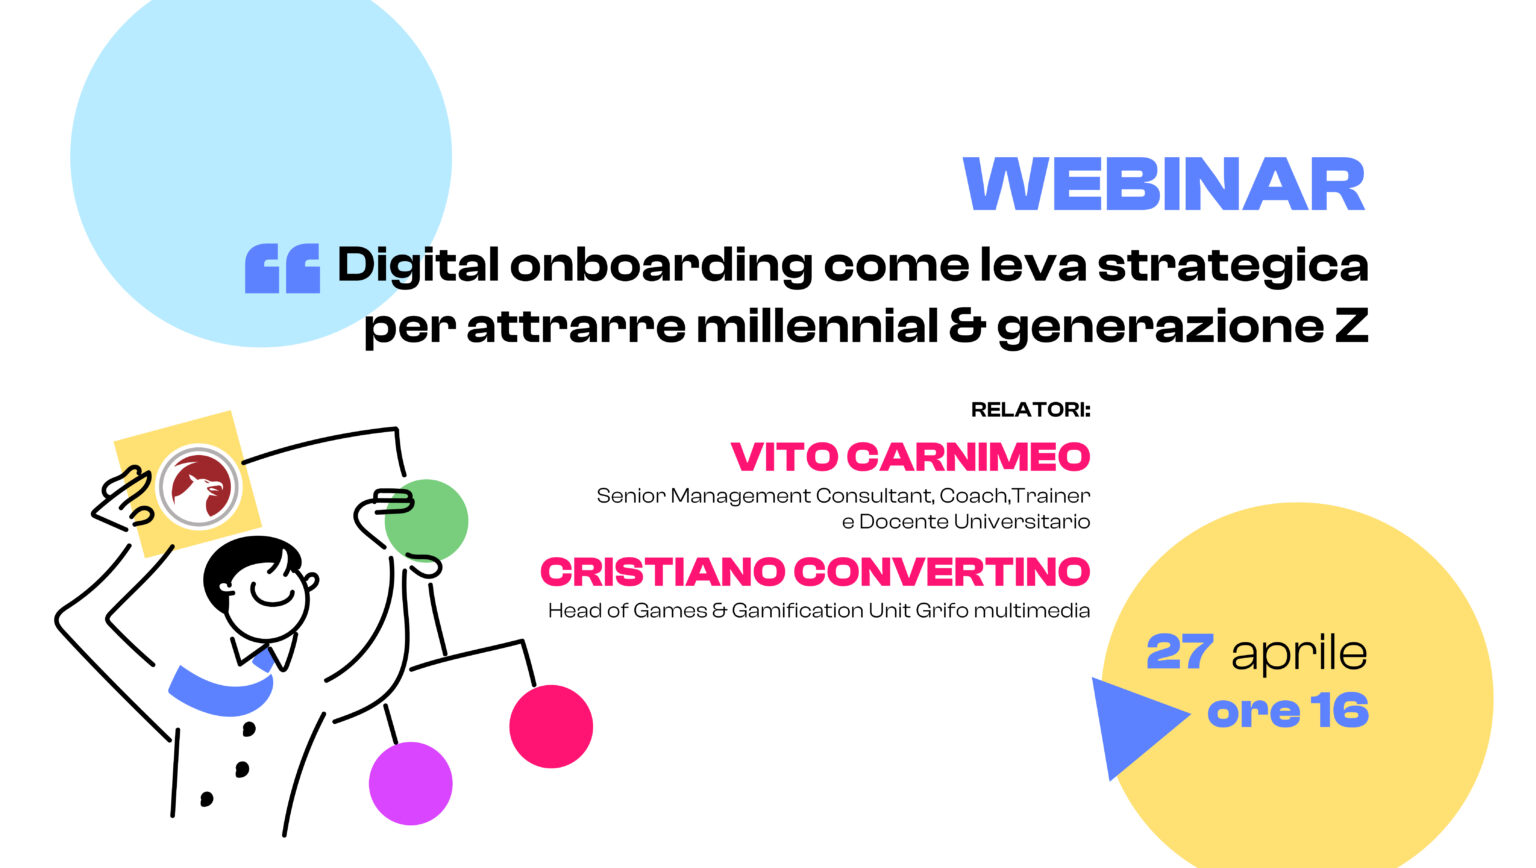 WEBINAR
“ Digital onboarding come leva strategica
per attrarre millennial & generazione Z
RELATORI:
VITO CARNIMEO
Senior Management Consultant, Coach,Trainer
e Docente Universitario
CRISTIANO CONVERTINO
Head of Games & Gamification Unit Grifo multimedia
27 aprile
ore 16